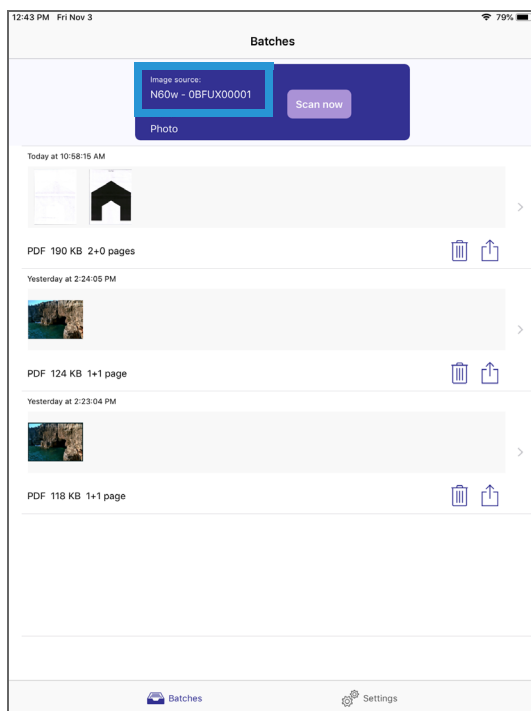 12:43 PM Fri Nov 3 79%
Batches
Image source:
N60w - 0BFUX00001
Scan now
Photo
Today at 10:58:15 AM
PDF 190 KB 2+0 pages
Yesterday at 2:24:05 PM
PDF 124 KB 1+1 page
Yesterday at 2:23:04 PM
PDF 118 KB 1+1 page
Batches Settings